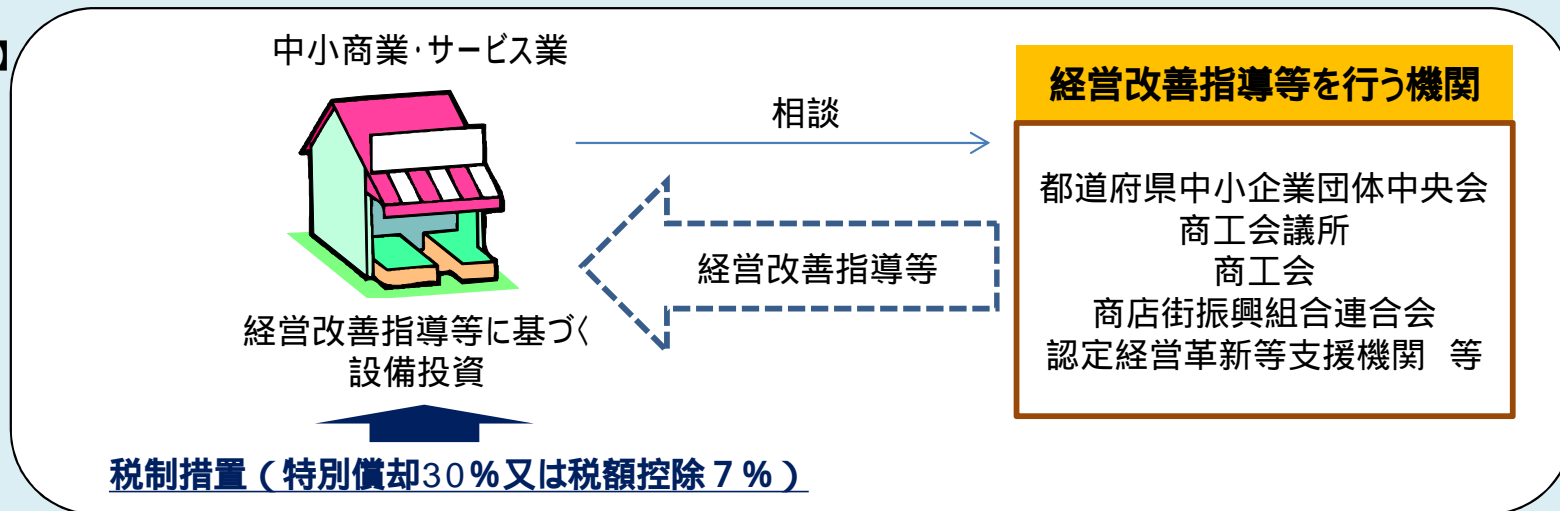 】
中小商業・サービス業
相談
経営改善指導等を行う機関
都道府県中小企業団体中央会
商工会議所
商工会
商店街振興組合連合会
認定経営革新等支援機関　等
経営改善指導等
経営改善指導等に基づく
設備投資
税制措置（特別償却30％又は税額控除７％）